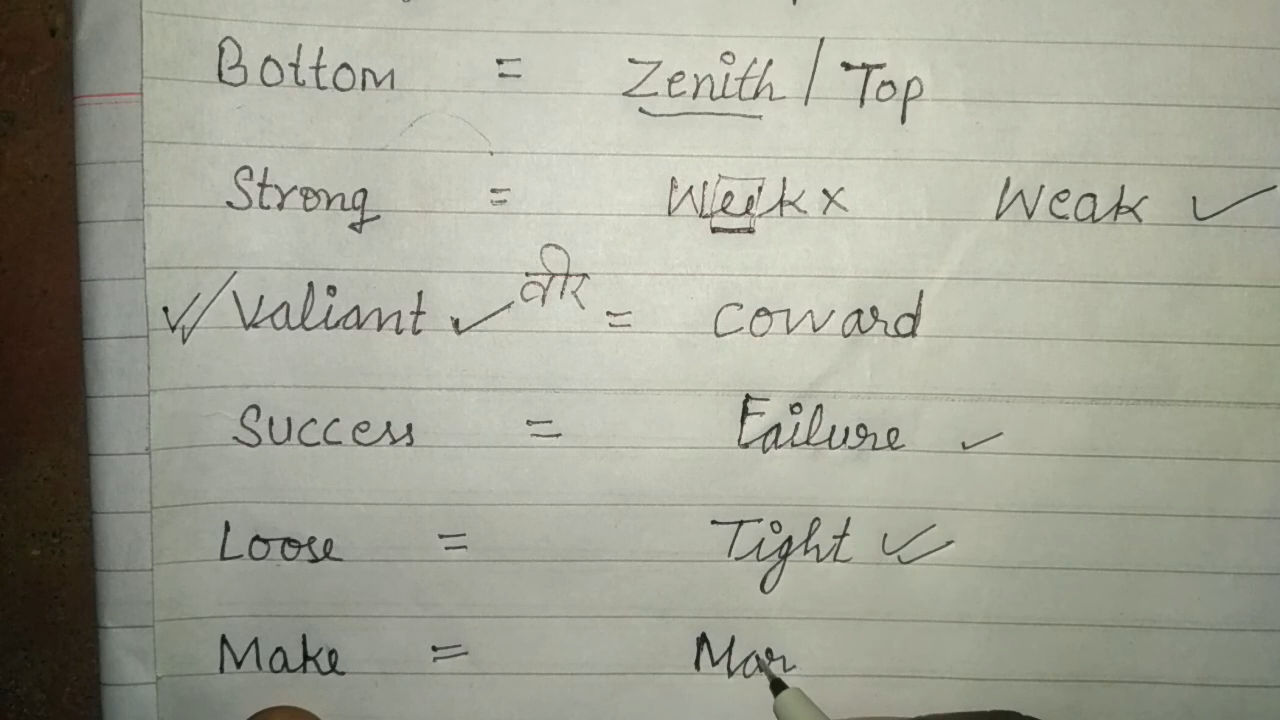 Bottom = Zenith / Top
Strong = Week x Weak ✓
✓ Valiant ✓ वीर = Coward
Success = Failure ✓
Loose = Tight ✓
Make = Mar